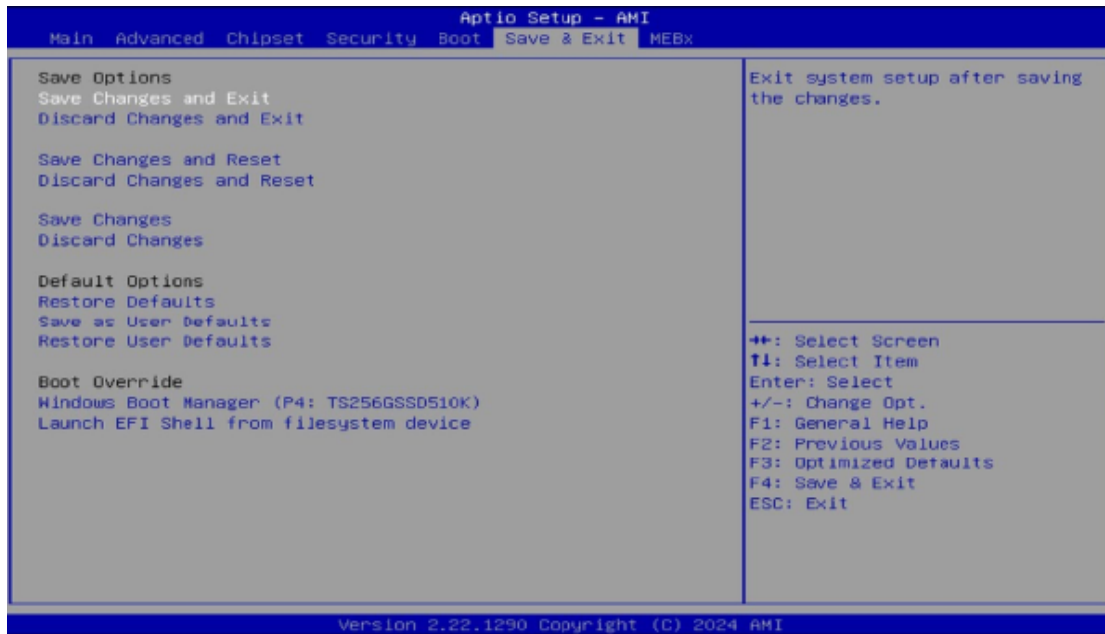 Aptio Setup - AMI
Main Advanced Chipset Security Boot Save & Exit MEBx
Save Options
Save Changes and Exit
Discard Changes and Exit
Save Changes and Reset
Discard Changes and Reset
Save Changes
Discard Changes
Default Options
Restore Defaults
Save as User Defaults
Restore User Defaults
Boot Override
Windows Boot Manager (P4: TS256GSSD510K)
Launch EFI Shell from filesystem device
Exit system setup after saving
the changes.
→←: Select Screen
↑↓: Select Item
Enter: Select
+/-: Change Opt.
F1: General Help
F2: Previous Values
F3: Optimized Defaults
F4: Save & Exit
ESC: Exit
Version 2.22.1290 Copyright (C) 2024 AMI